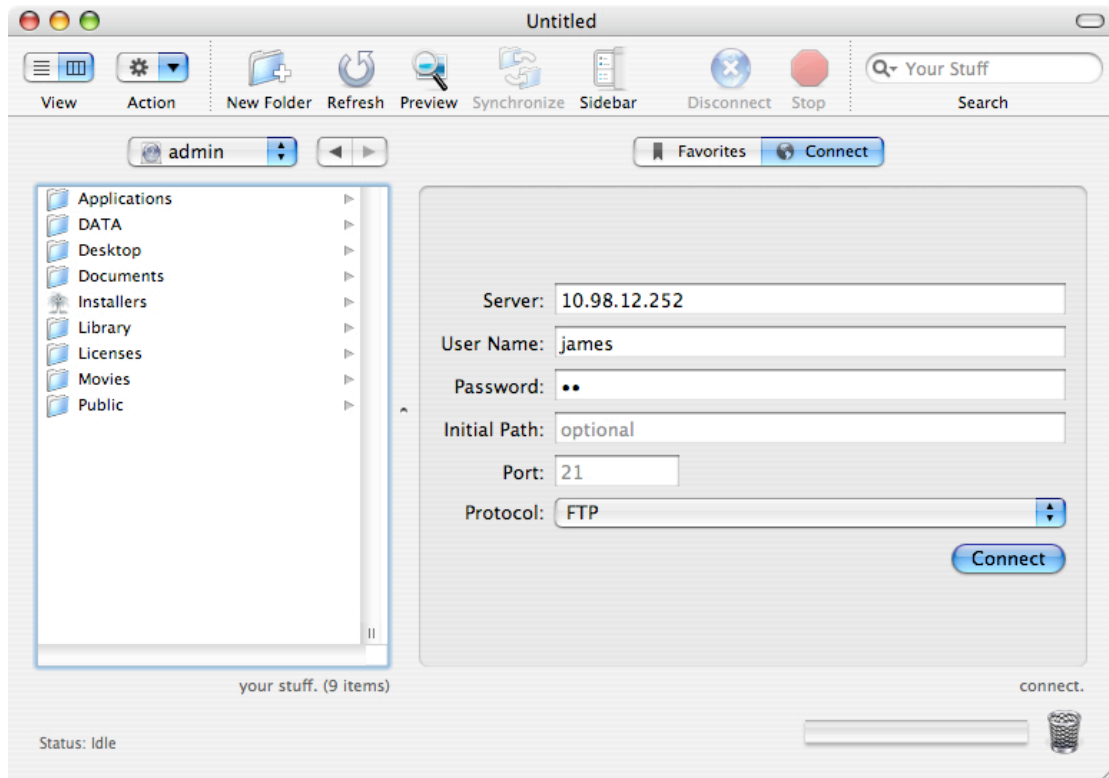 Untitled
View
Action
New Folder
Refresh
Preview
Synchronize
Sidebar
Disconnect
Stop
Your Stuff
Search
admin
Favorites
Connect
Applications
DATA
Desktop
Documents
Installers
Library
Licenses
Movies
Public
Server: 10.98.12.252
User Name: james
Password: ••
Initial Path: optional
Port: 21
Protocol: FTP
Connect
your stuff. (9 items)
connect.
Status: Idle